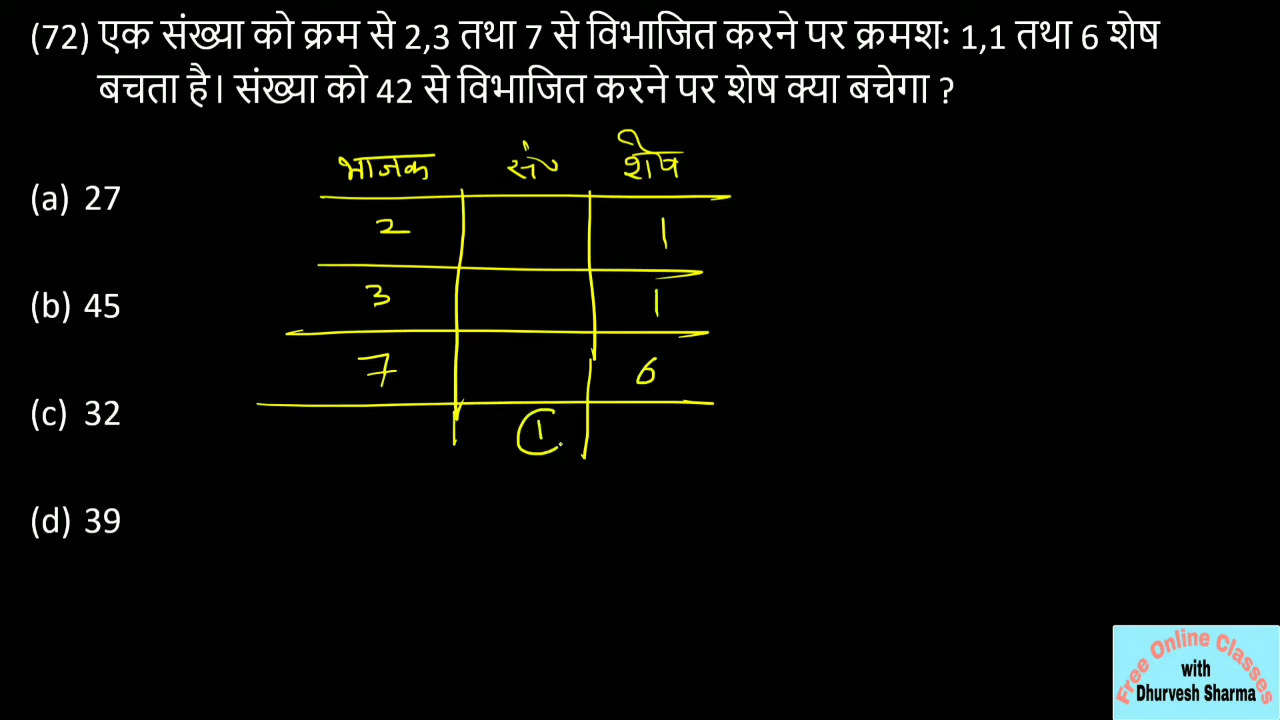 (72) एक संख्या को क्रम से 2,3 तथा 7 से विभाजित करने पर क्रमशः 1,1 तथा 6 शेष
बचता है। संख्या को 42 से विभाजित करने पर शेष क्या बचेगा ?
भाजक सं० शेष
(a) 27
2 1
(b) 45
3 1
7 6
(c) 32
1
(d) 39
Free Online Classes
with
Dhurvesh Sharma